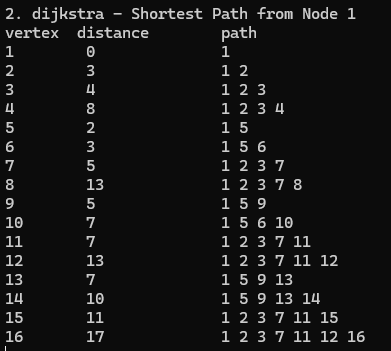 2. dijkstra - Shortest Path from Node 1
vertex distance path
1 0 1
2 3 1 2
3 4 1 2 3
4 8 1 2 3 4
5 2 1 5
6 3 1 5 6
7 5 1 2 3 7
8 13 1 2 3 7 8
9 5 1 5 9
10 7 1 5 6 10
11 7 1 2 3 7 11
12 13 1 2 3 7 11 12
13 7 1 5 9 13
14 10 1 5 9 13 14
15 11 1 2 3 7 11 15
16 17 1 2 3 7 11 12 16